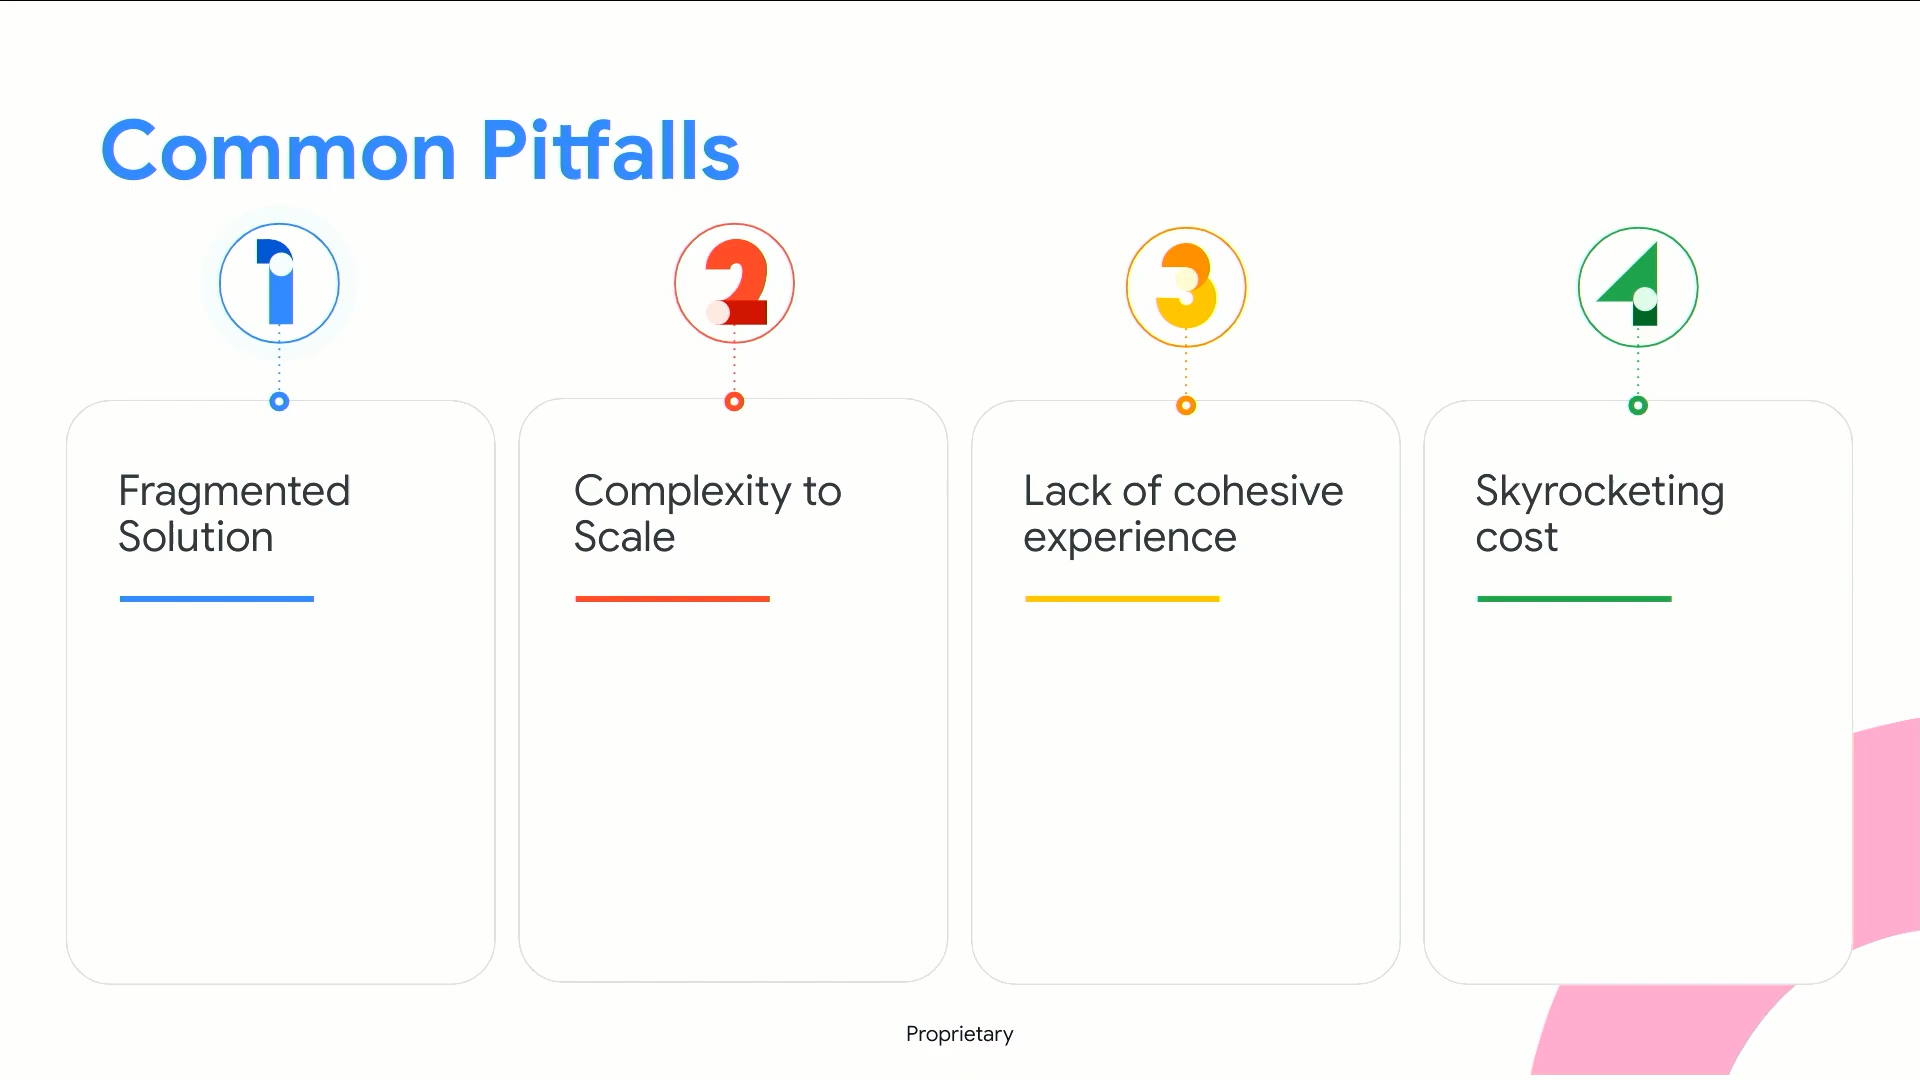 Common Pitfalls
1
2
3
4
Fragmented
Solution
Complexity to
Scale
Lack of cohesive
experience
Skyrocketing
cost
Proprietary